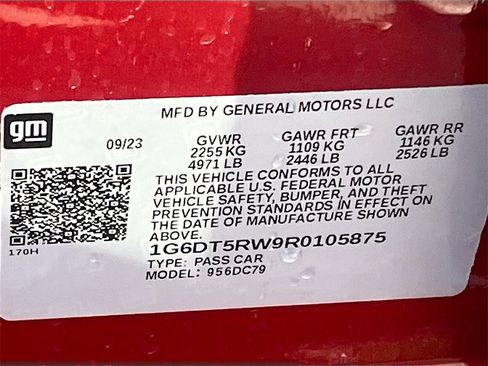 gm
MFD BY GENERAL MOTORS LLC
09/23 GVWR GAWR FRT GAWR RR
2255 KG 1109 KG 1146 KG
4971 LB 2446 LB 2526 LB
THIS VEHICLE CONFORMS TO ALL
APPLICABLE U.S. FEDERAL MOTOR
VEHICLE SAFETY, BUMPER, AND THEFT
PREVENTION STANDARDS IN EFFECT ON
THE DATE OF MANUFACTURE SHOWN
ABOVE.
170H
1G6DT5RW9R0105875
TYPE: PASS CAR
MODEL: 956DC79